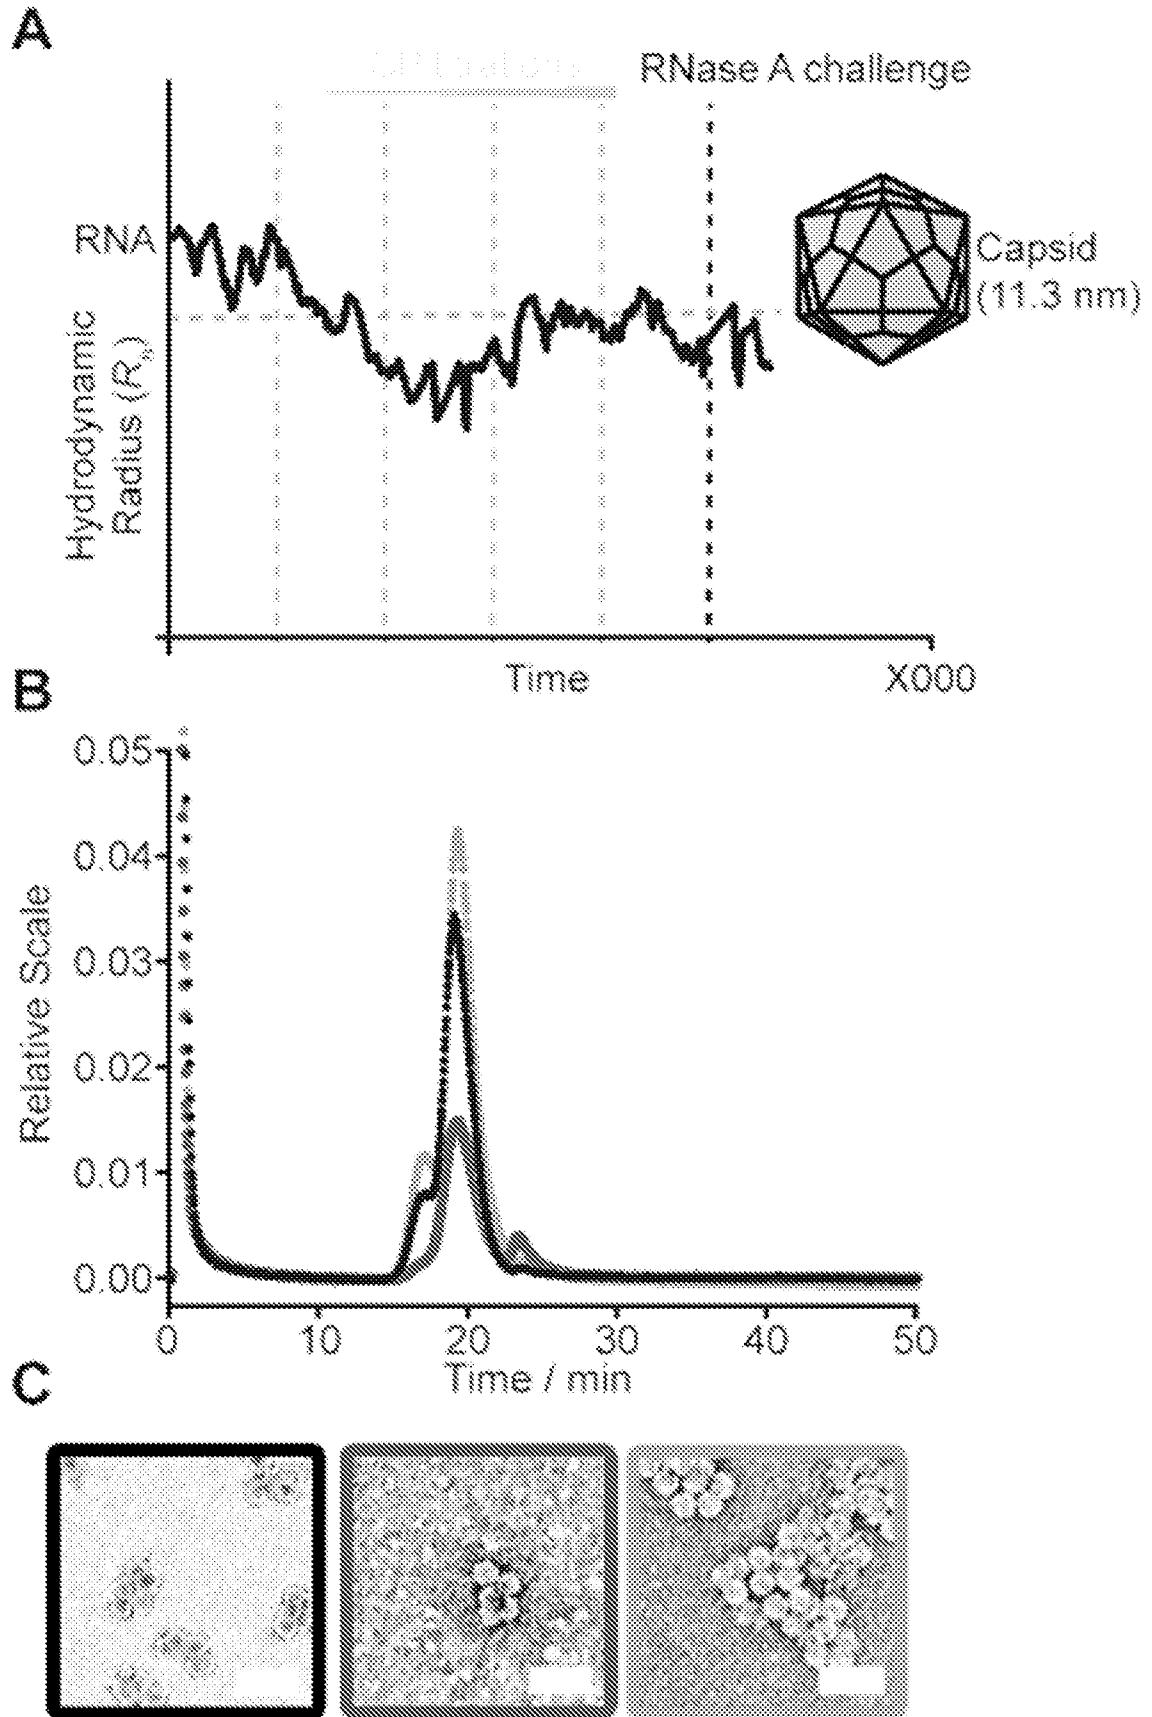 A
RNase A challenge
RNA
Capsid
(11.3 nm)
Hydrodynamic
Radius (Rh)
Time
X000
B
0.05
0.04
0.03
0.02
0.01
0.00
Relative Scale
0
10
20
30
40
50
Time / min
C